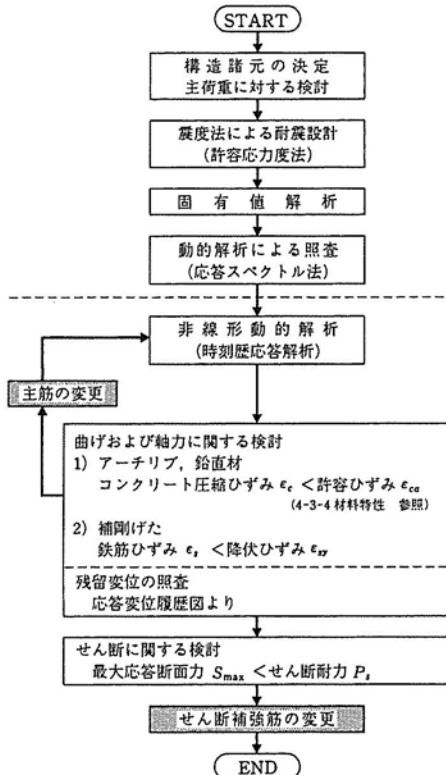 START
構造諸元の決定
主荷重に対する検討
震度法による耐震設計
(許容応力度法)
固有値解析
動的解析による照査
(応答スペクトル法)
非線形動的解析
(時刻歴応答解析)
主筋の変更
曲げおよび軸力に関する検討
1) アーチリブ, 鉛直材
コンクリート圧縮ひずみ εc <許容ひずみ εca
(4-3-4 材料特性 参照)
2) 補剛げた
鉄筋ひずみ εs <降伏ひずみ εsy
残留変位の照査
応答変位履歴図より
せん断に関する検討
最大応答断面力 Smax <せん断耐力 Ps
せん断補強筋の変更
END